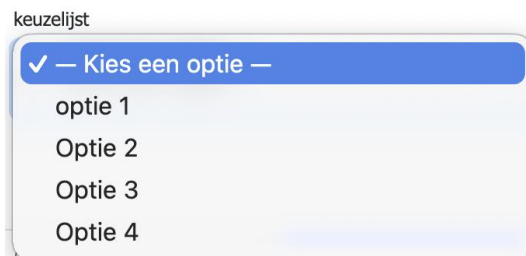 keuzelijst
✓ — Kies een optie —
optie 1
Optie 2
Optie 3
Optie 4